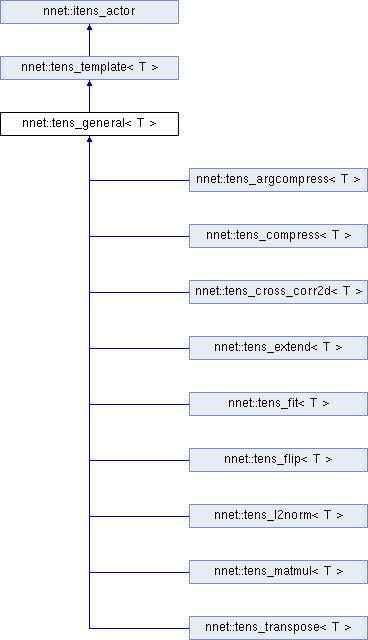 nnet::itens_actor
nnet::tens_template< T >
nnet::tens_general< T >
nnet::tens_argcompress< T >
nnet::tens_compress< T >
nnet::tens_cross_corr2d< T >
nnet::tens_extend< T >
nnet::tens_fit< T >
nnet::tens_flip< T >
nnet::tens_l2norm< T >
nnet::tens_matmul< T >
nnet::tens_transpose< T >